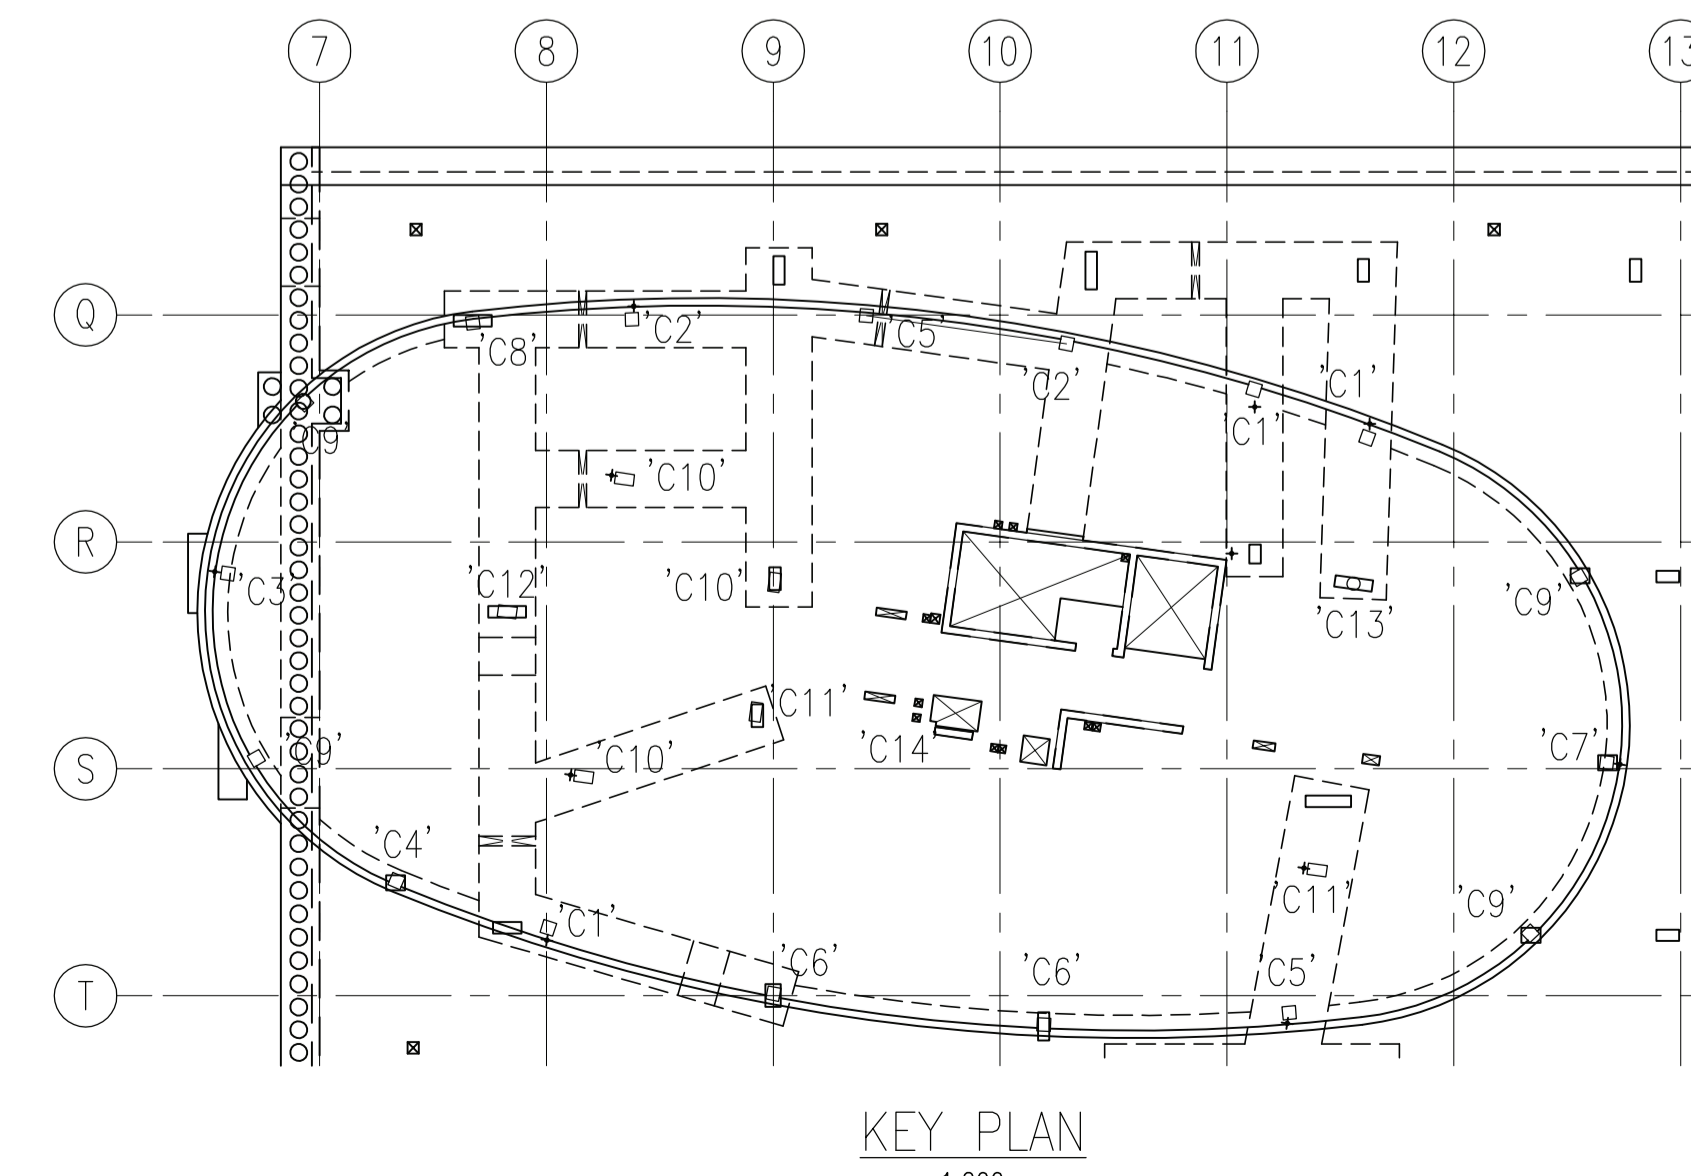 7 8 9 10 11 12
Q
'C8' 'C2' 'C5'
'C2' 'C1'
'C9' 'C1'
'C10'
R
'C3' 'C12' 'C10' 'C9'
'C13'
'C11'
'C9' 'C10' 'C14' 'C7'
S
'C4'
'C11' 'C9'
'C1'
'C6' 'C6' 'C5'
T
KEY PLAN